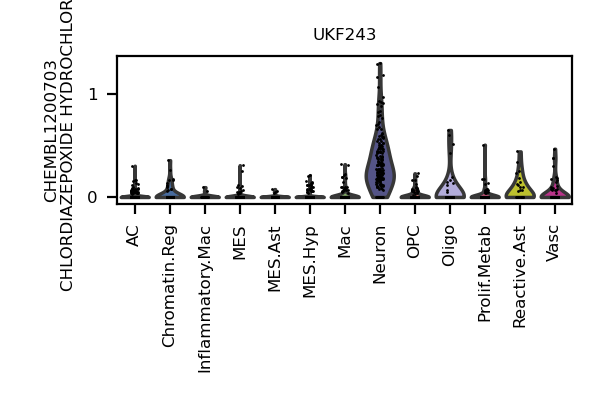 UKF243
CHEMBL1200703
CHLORDIAZEPOXIDE HYDROCHLOR
1
0
AC
Chromatin.Reg
Inflammatory.Mac
MES
MES.Ast
MES.Hyp
Mac
Neuron
OPC
Oligo
Prolif.Metab
Reactive.Ast
Vasc